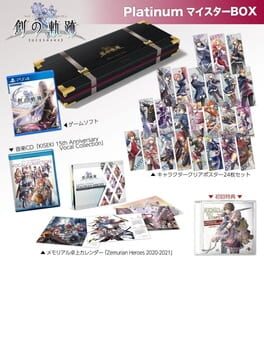 Platinum マイスターBOX
創の軌跡
PS4
◀ゲームソフト
▼ 音楽CD「KISEKI 15th Anniversary
Vocal Collection」
▲ キャラクタークリアポスター24枚セット
▼ 初回特典 ▼
▲ メモリアル卓上カレンダー「Zemurian Heroes 2020-2021」